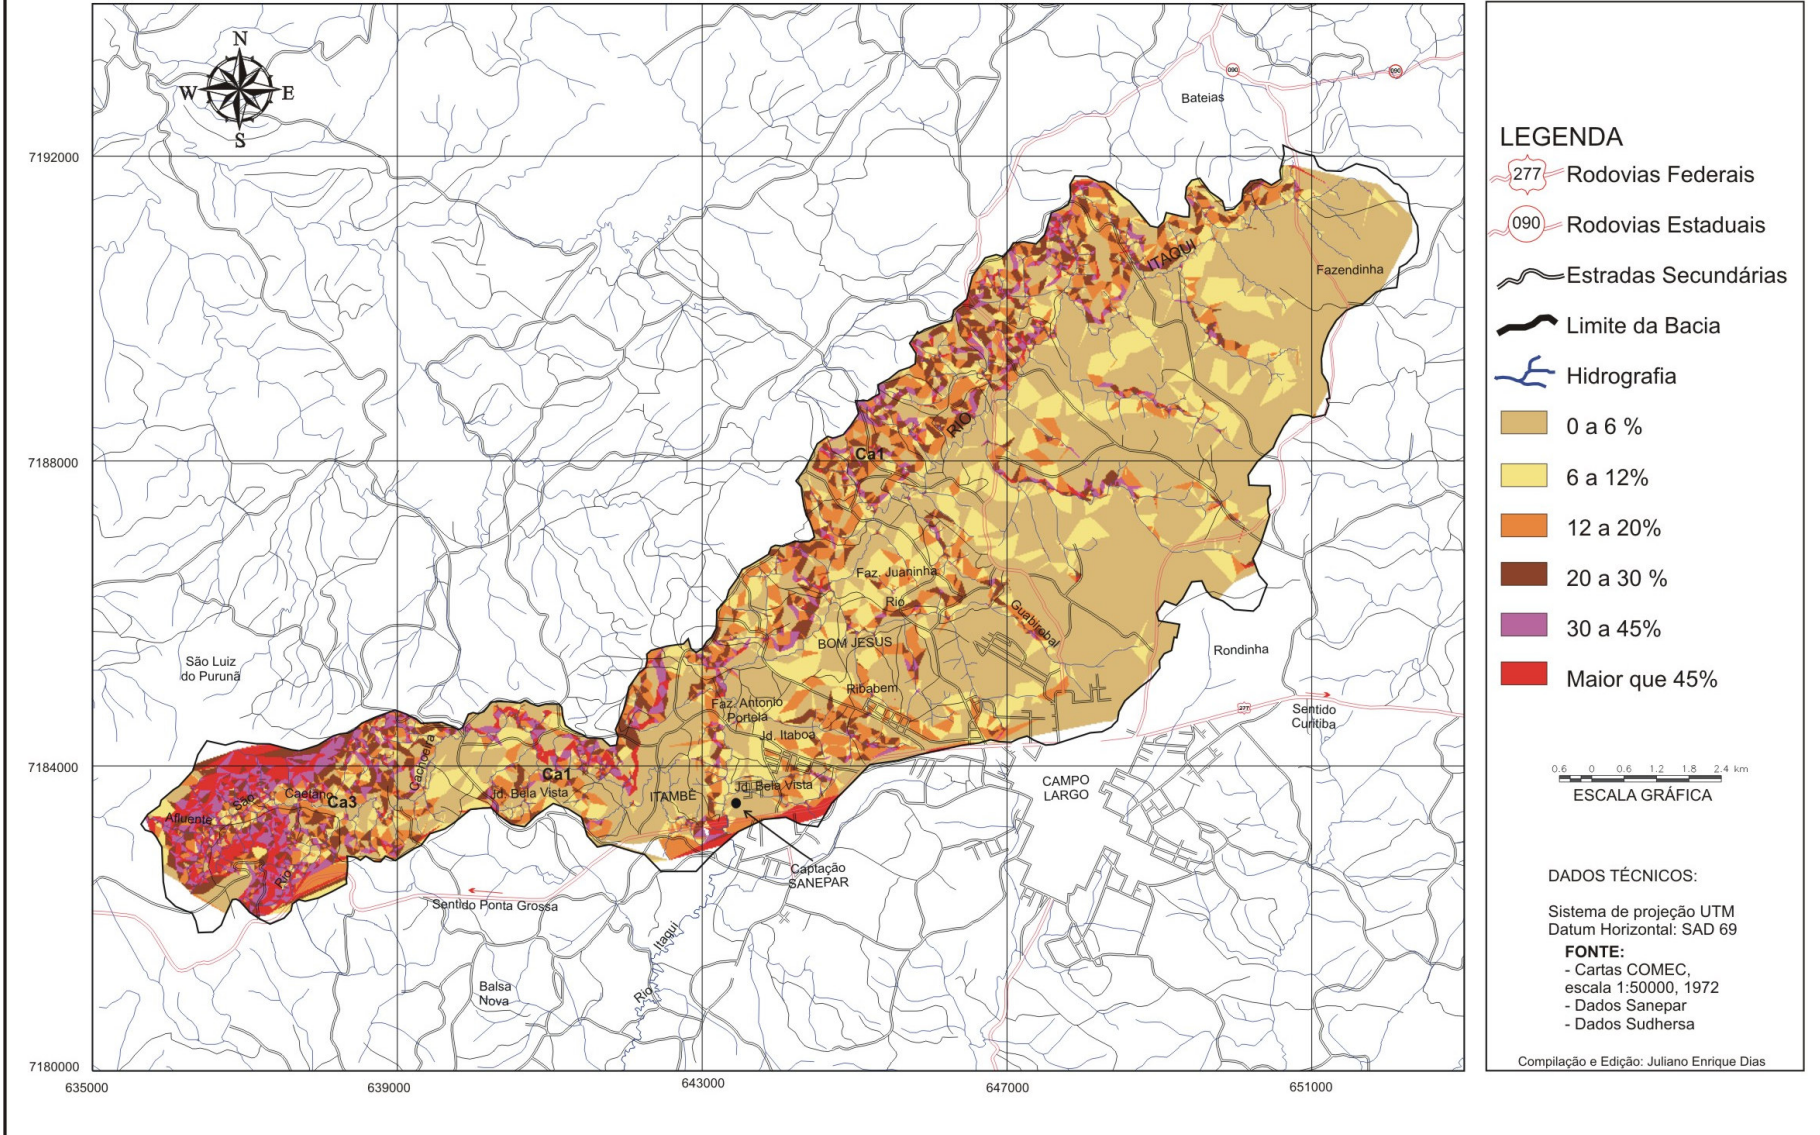 N
W
E
S
7192000
7188000
7184000
7180000
635000
639000
643000
647000
651000
090
090
Bateias
ITAQUI
Fazendinha
RIO
Ca1
Faz. Juaninha
Rio
Guabirobal
BOM JESUS
Rondinha
São Luiz
do Purunã
Ribabem
Faz. Antonio
Portela
Jd. Itaboa
277
Sentido
Curitiba
Cachoeira
Ca1
Jd. Bela Vista
ITAMBÉ
Jd. Bela Vista
CAMPO
LARGO
São
Caetano
Ca3
Afluente
Rio
Captação
SANEPAR
Sentido Ponta Grossa
Itaqui
Rio
Balsa
Nova
LEGENDA
277
Rodovias Federais
090
Rodovias Estaduais
Estradas Secundárias
Limite da Bacia
Hidrografia
0 a 6 %
6 a 12%
12 a 20%
20 a 30 %
30 a 45%
Maior que 45%
0.6 0 0.6 1.2 1.8 2.4 km
ESCALA GRÁFICA
DADOS TÉCNICOS:
Sistema de projeção UTM
Datum Horizontal: SAD 69
FONTE:
- Cartas COMEC,
escala 1:50000, 1972
- Dados Sanepar
- Dados Sudhersa
Compilação e Edição: Juliano Enrique Dias